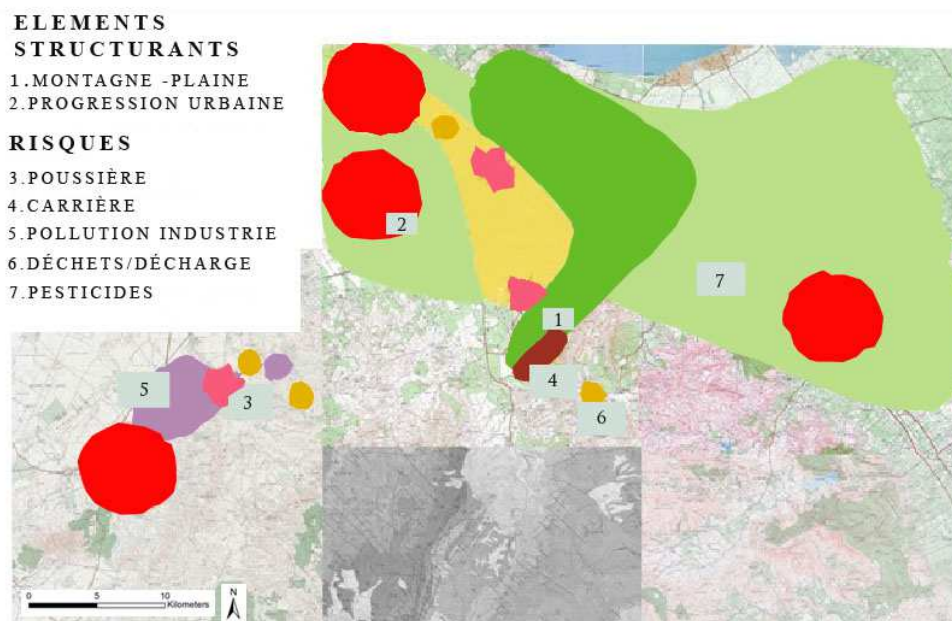 ELEMENTS
STRUCTURANTS
1.MONTAGNE -PLAINE
2.PROGRESSION URBAINE
RISQUES
3.POUSSIÈRE
4.CARRIÈRE
5.POLLUTION INDUSTRIE
6.DÉCHETS/DÉCHARGE
7.PESTICIDES
2
7
1
5
3
4
6
0 5 10
Kilometers
N